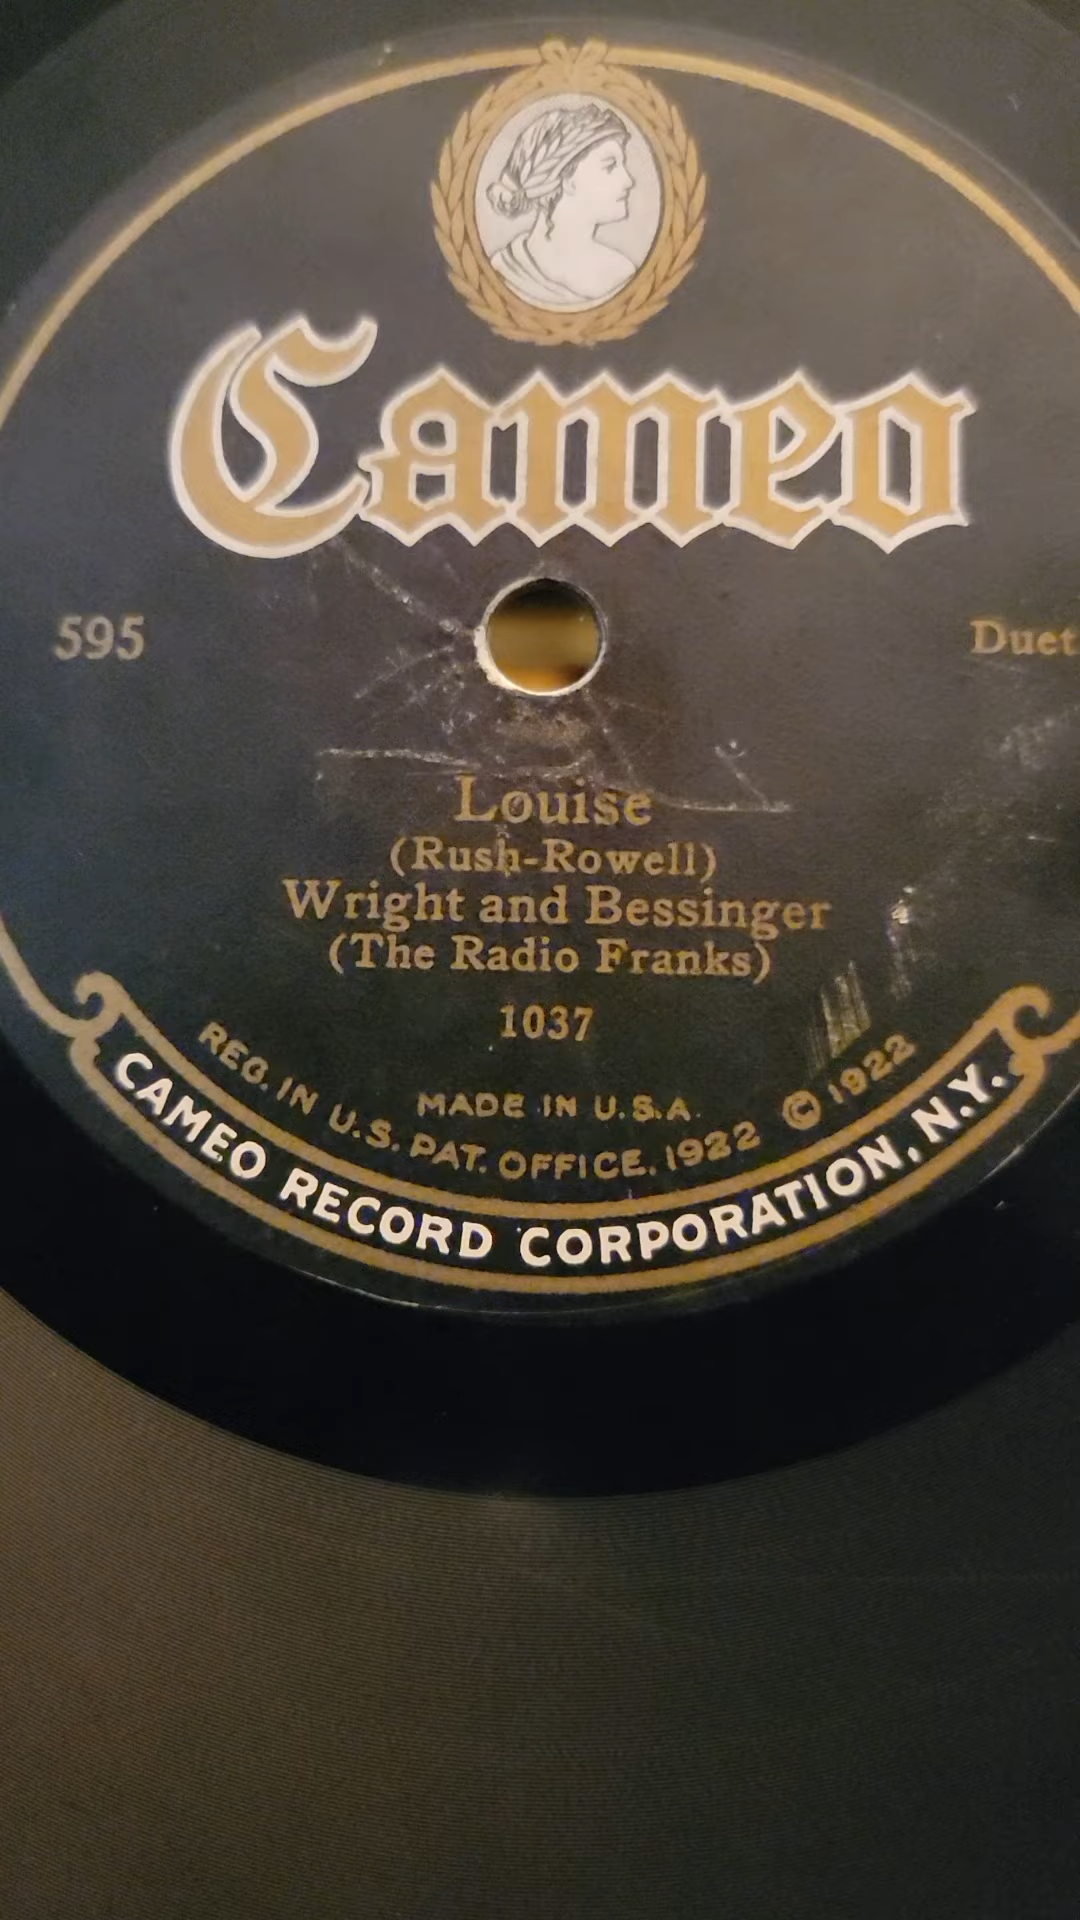 Cameo
595
Duet
Louise
(Rush-Rowell)
Wright and Bessinger
(The Radio Franks)
1037
MADE IN U.S.A.
REG. IN U.S. PAT. OFFICE. 1922 © 1922
CAMEO RECORD CORPORATION, N.Y.